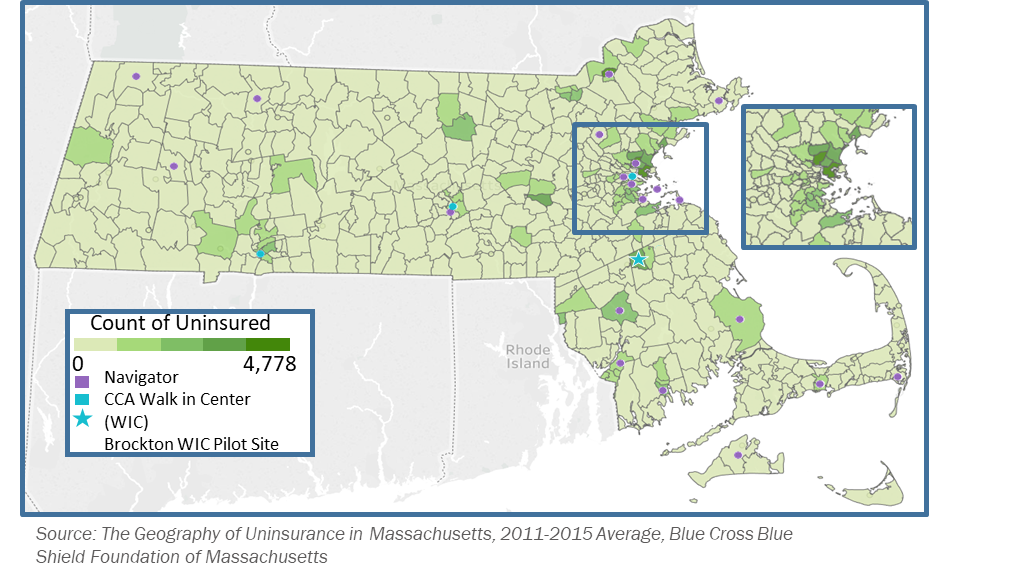 Rhode
Island
Count of Uninsured
0 4,778
Navigator
CCA Walk in Center
(WIC)
Brockton WIC Pilot Site
Source: The Geography of Uninsurance in Massachusetts, 2011-2015 Average, Blue Cross Blue
Shield Foundation of Massachusetts